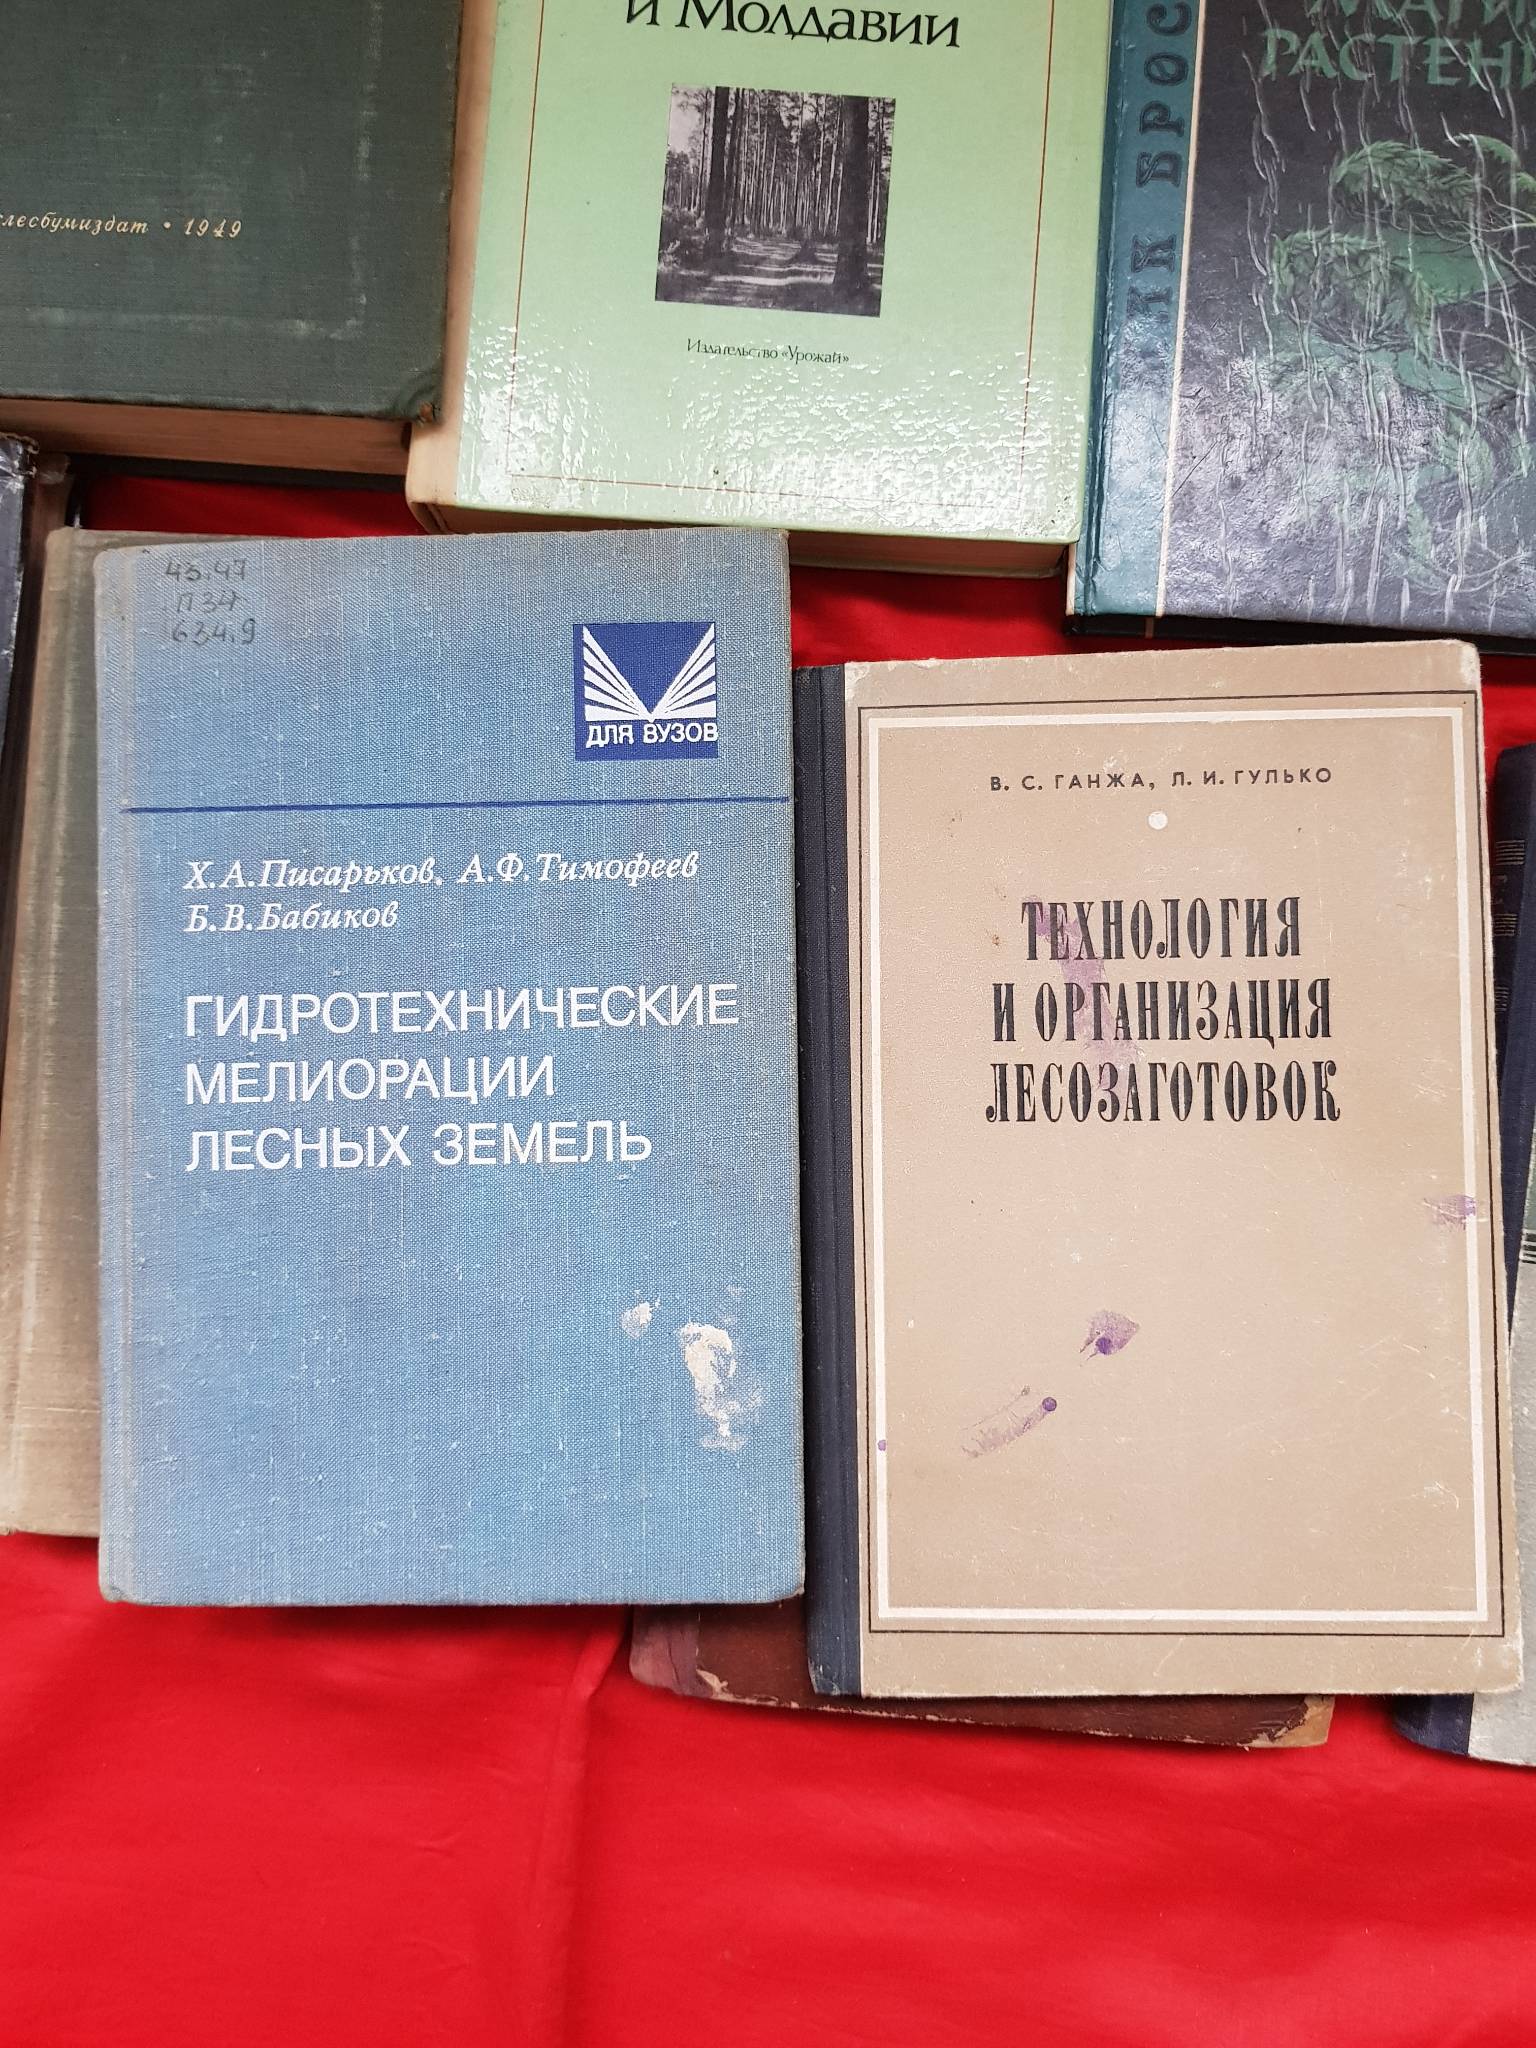 1949
и Молдавии
Издательство «Урожай»
43.47
П34
634.9
ДЛЯ ВУЗОВ
Х.А.Писарьков, А.Ф.Тимофеев
Б.В.Бабиков
ГИДРОТЕХНИЧЕСКИЕ
МЕЛИОРАЦИИ
ЛЕСНЫХ ЗЕМЕЛЬ
В. С. ГАНЖА, Л. И. ГУЛЬКО
ТЕХНОЛОГИЯ
И ОРГАНИЗАЦИЯ
ЛЕСОЗАГОТОВОК